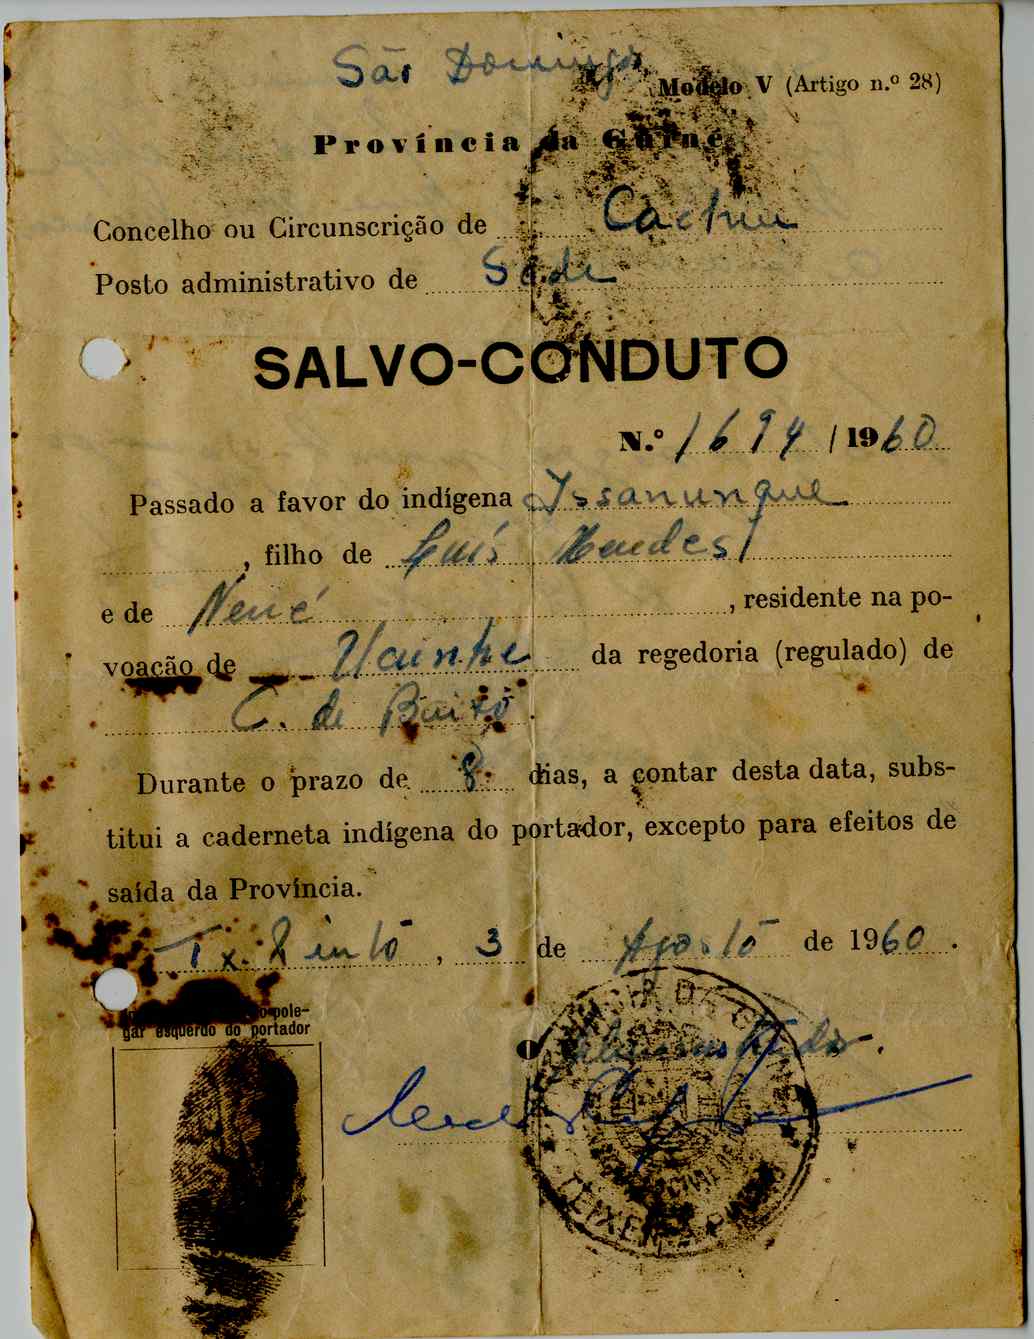 São Domingos
Modelo V (Artigo n.º 28)
Província da Guiné
Concelho ou Circunscrição de Cacheu
Posto administrativo de Sede
SALVO-CONDUTO
N.º 1694/1960
Passado a favor do indígena Issanunque
, filho de Luís Mendes
e de Nené, residente na po-
voação de Ucunhe da regedoria (regulado) de
C. de Baixo.
Durante o prazo de 8 dias, a contar desta data, subs-
titui a caderneta indígena do portador, excepto para efeitos de
saída da Província.
Tx. Pinto, 3 de Agosto de 1960.
pole-
gar esquerdo do portador
O Administrador.
TEIXEIRA PINTO